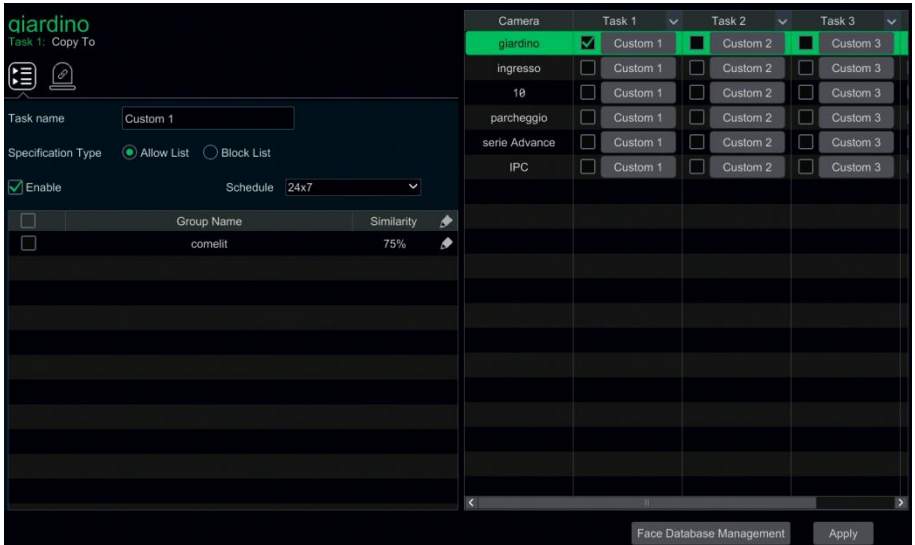 giardino
Task 1: Copy To
Task name Custom 1
Specification Type Allow List Block List
Enable Schedule 24x7
Group Name Similarity
comelit 75%
Camera Task 1 Task 2 Task 3
giardino Custom 1 Custom 2 Custom 3
ingresso Custom 1 Custom 2 Custom 3
10 Custom 1 Custom 2 Custom 3
parcheggio Custom 1 Custom 2 Custom 3
serie Advance Custom 1 Custom 2 Custom 3
IPC Custom 1 Custom 2 Custom 3
Face Database Management Apply